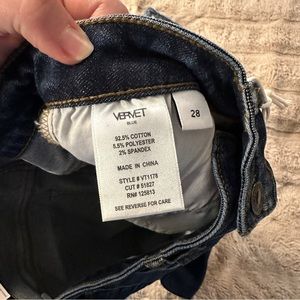 VERVET
BLUE
28
92.5% COTTON
5.5% POLYESTER
2% SPANDEX
MADE IN CHINA
STYLE # VT1178
CUT # 51827
RN# 125813
SEE REVERSE FOR CARE